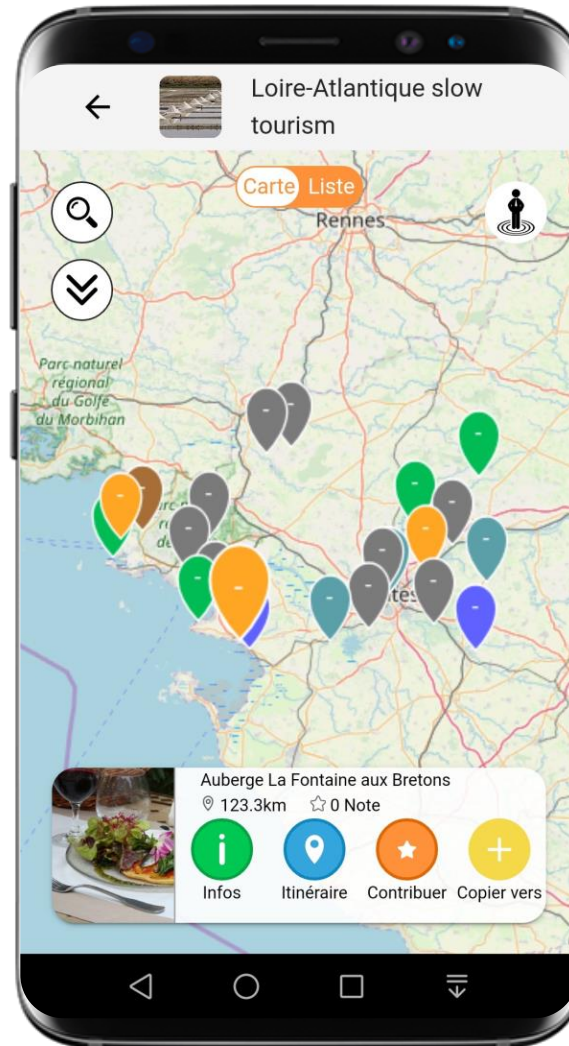 Loire-Atlantique slow
tourism
Carte Liste
Rennes
Parc naturel
régional
du Golfe
du Morbihan
Auberge La Fontaine aux Bretons
123.3km 0 Note
Infos Itinéraire Contribuer Copier vers